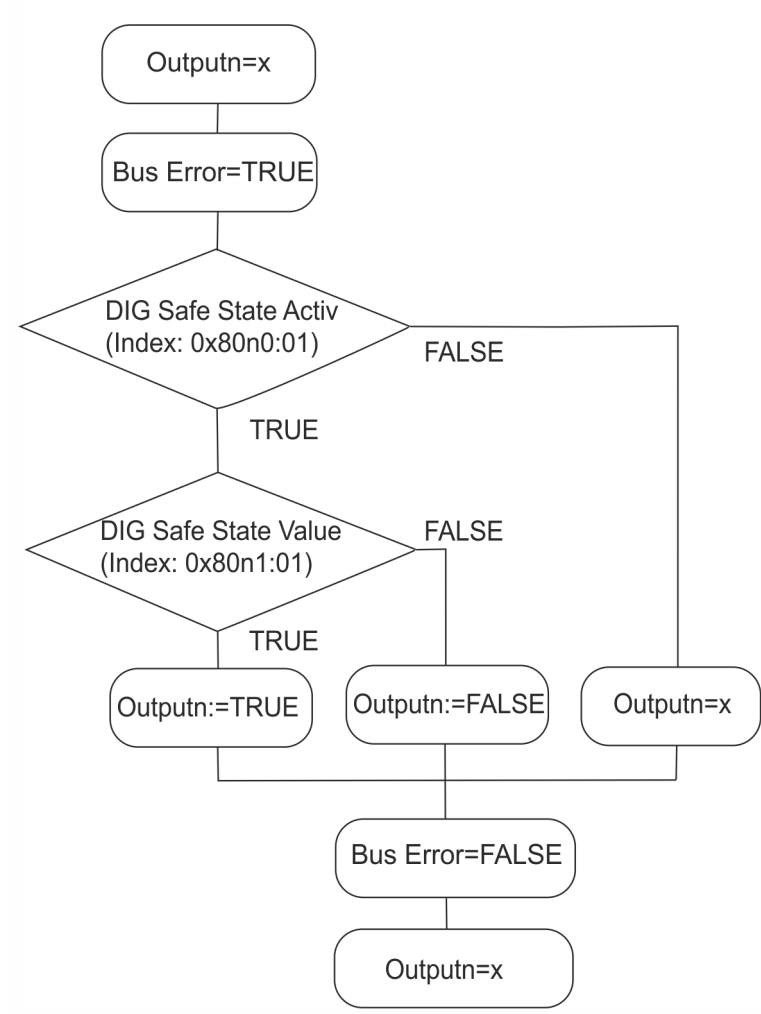 Outputn=x
Bus Error=TRUE
DIG Safe State Activ
(Index: 0x80n0:01)
FALSE
TRUE
DIG Safe State Value
(Index: 0x80n1:01)
FALSE
TRUE
Outputn:=TRUE
Outputn:=FALSE
Outputn=x
Bus Error=FALSE
Outputn=x